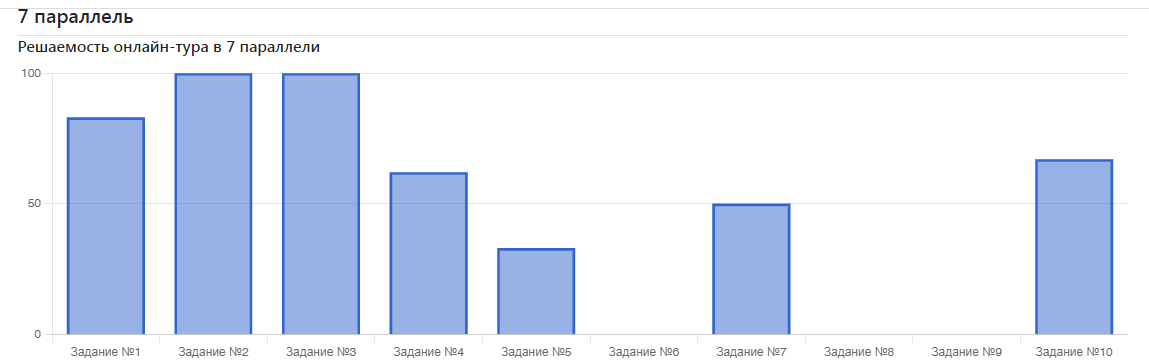 7 параллель
Решаемость онлайн-тура в 7 параллели
100
50
0
Задание №1 Задание №2 Задание №3 Задание №4 Задание №5 Задание №6 Задание №7 Задание №8 Задание №9 Задание №10